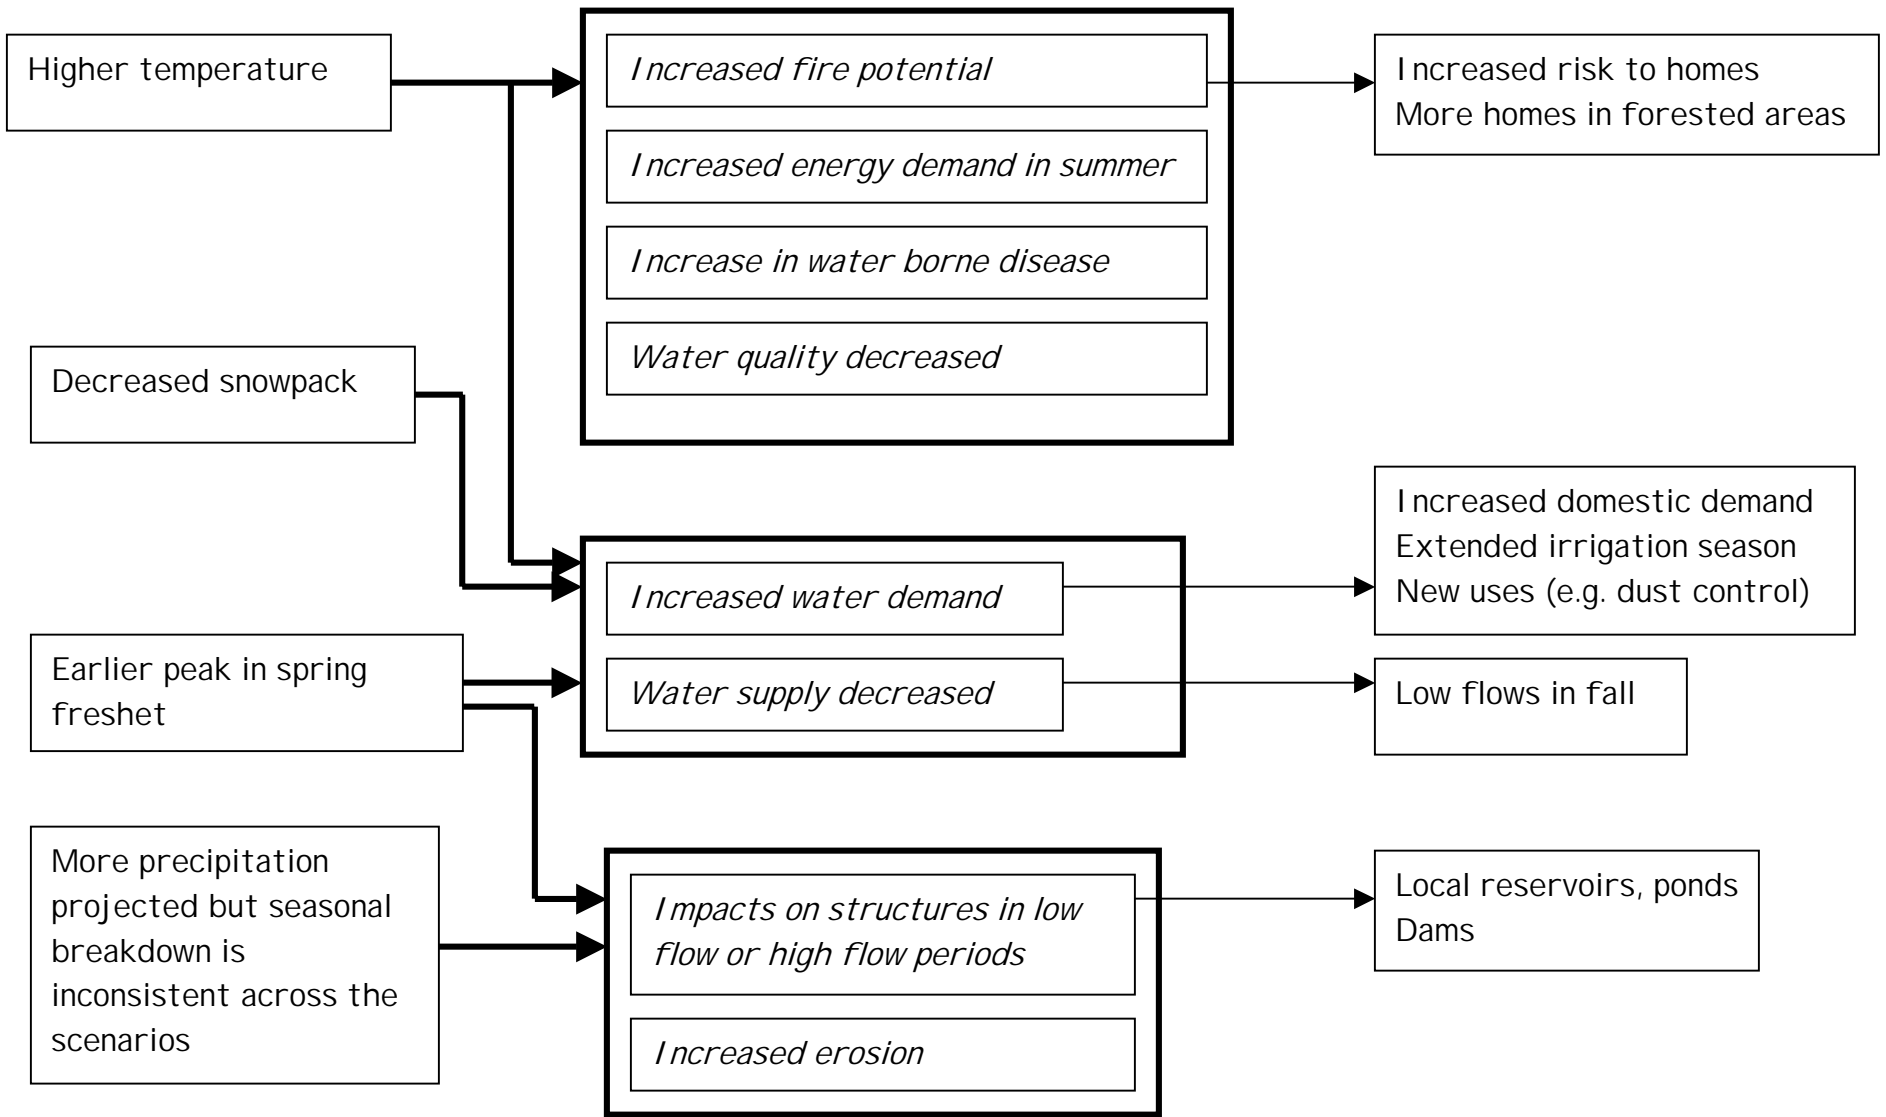 Higher temperature
Increased fire potential
Increased risk to homes
More homes in forested areas
Increased energy demand in summer
Increase in water borne disease
Water quality decreased
Decreased snowpack
Increased water demand
Increased domestic demand
Extended irrigation season
New uses (e.g. dust control)
Earlier peak in spring
freshet
Water supply decreased
Low flows in fall
More precipitation
projected but seasonal
breakdown is
inconsistent across the
scenarios
Impacts on structures in low
flow or high flow periods
Local reservoirs, ponds
Dams
Increased erosion